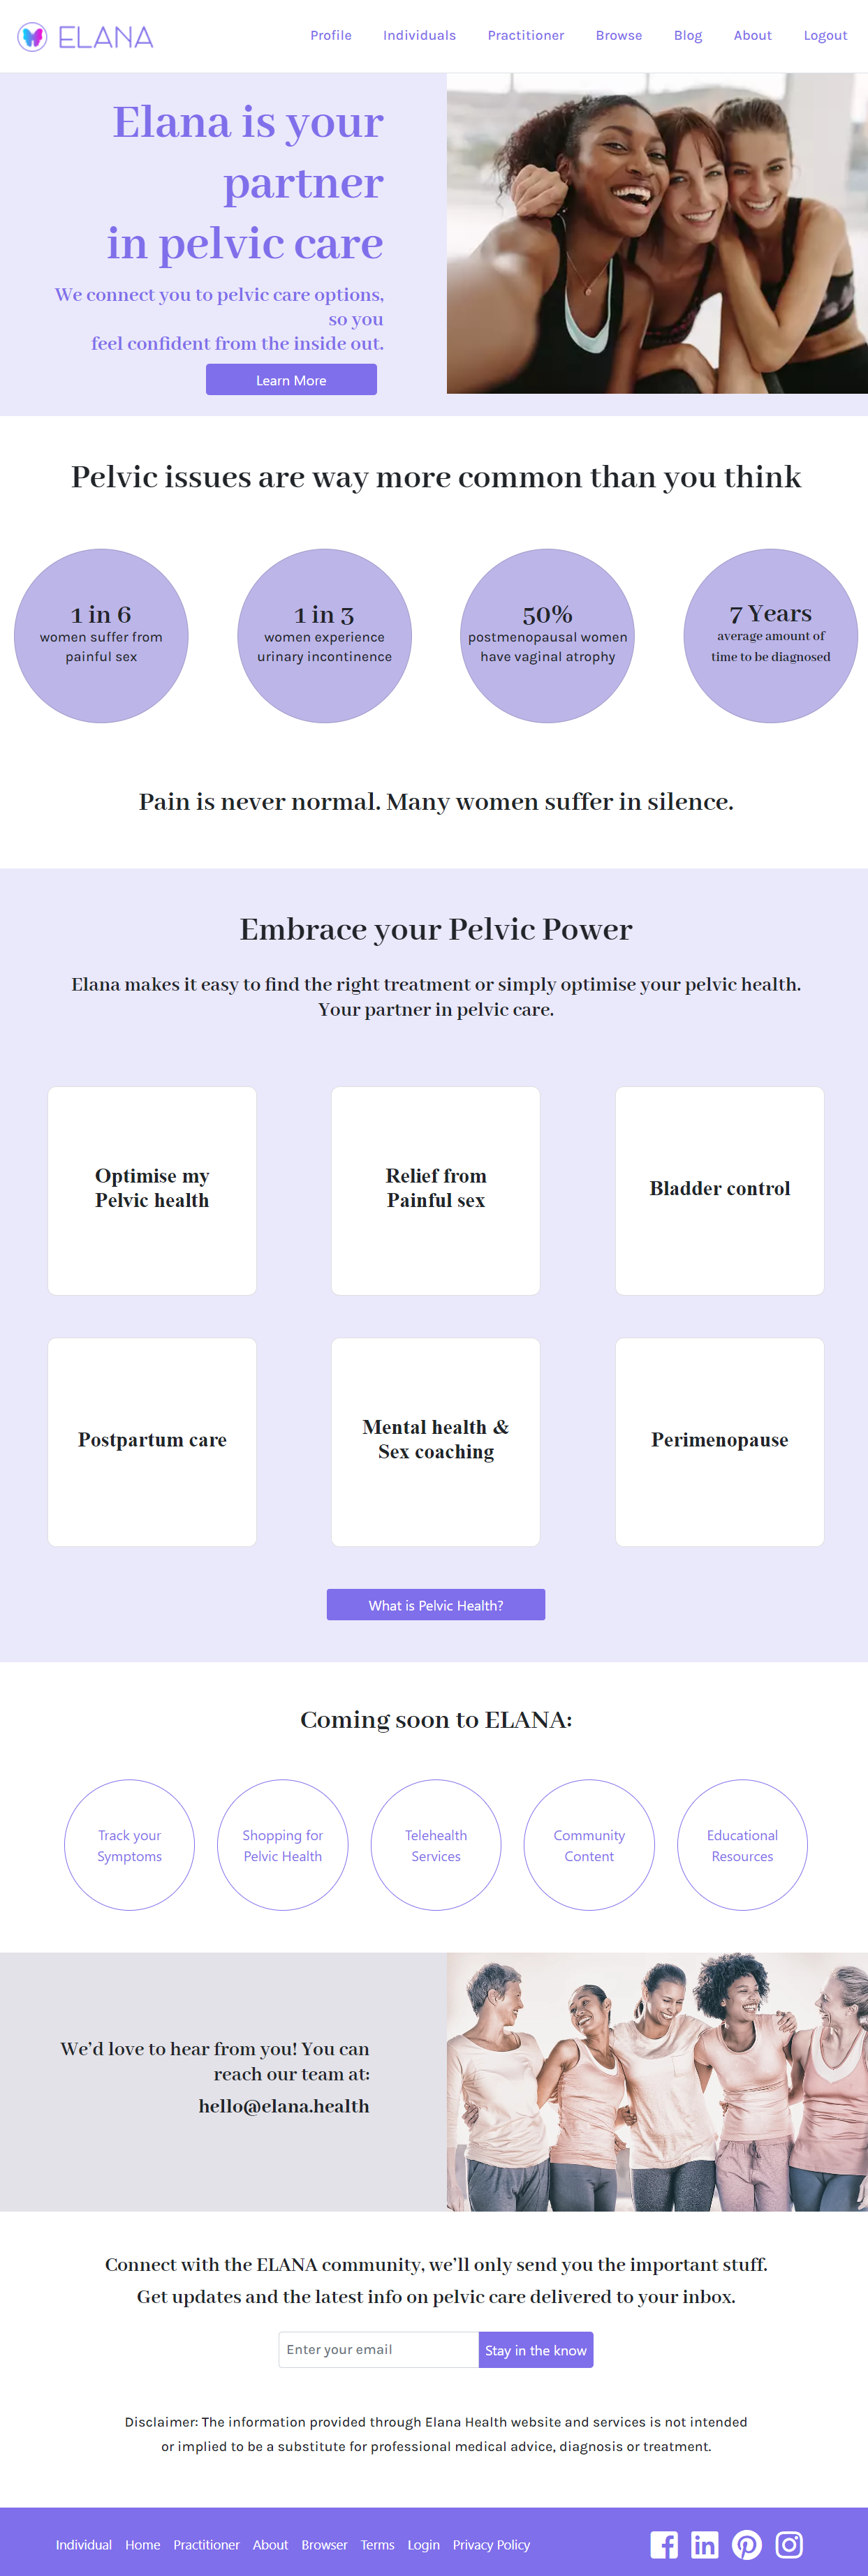 ELANA
Profile Individuals Practitioner Browse Blog About Logout
Elana is your
partner
in pelvic care
We connect you to pelvic care options,
so you
feel confident from the inside out.
Learn More
Pelvic issues are way more common than you think
1 in 6
women suffer from
painful sex
1 in 3
women experience
urinary incontinence
50%
postmenopausal women
have vaginal atrophy
7 Years
average amount of
time to be diagnosed
Pain is never normal. Many women suffer in silence.
Embrace your Pelvic Power
Elana makes it easy to find the right treatment or simply optimise your pelvic health.
Your partner in pelvic care.
Optimise my
Pelvic health
Relief from
Painful sex
Bladder control
Postpartum care
Mental health &
Sex coaching
Perimenopause
What is Pelvic Health?
Coming soon to ELANA:
Track your
Symptoms
Shopping for
Pelvic Health
Telehealth
Services
Community
Content
Educational
Resources
We'd love to hear from you! You can
reach our team at:
hello@elana.health
Connect with the ELANA community, we'll only send you the important stuff.
Get updates and the latest info on pelvic care delivered to your inbox.
Enter your email
Stay in the know
Disclaimer: The information provided through Elana Health website and services is not intended
or implied to be a substitute for professional medical advice, diagnosis or treatment.
Individual Home Practitioner About Browser Terms Login Privacy Policy